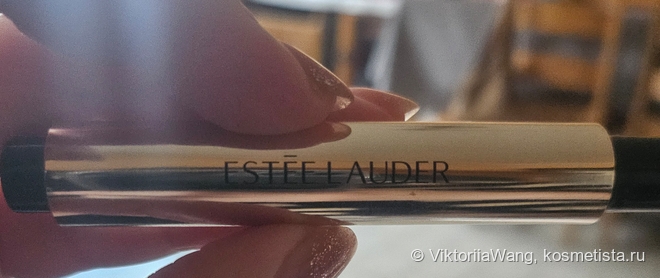 ESTĒE LAUDER
© ViktoriiaWang, kosmetista.ru